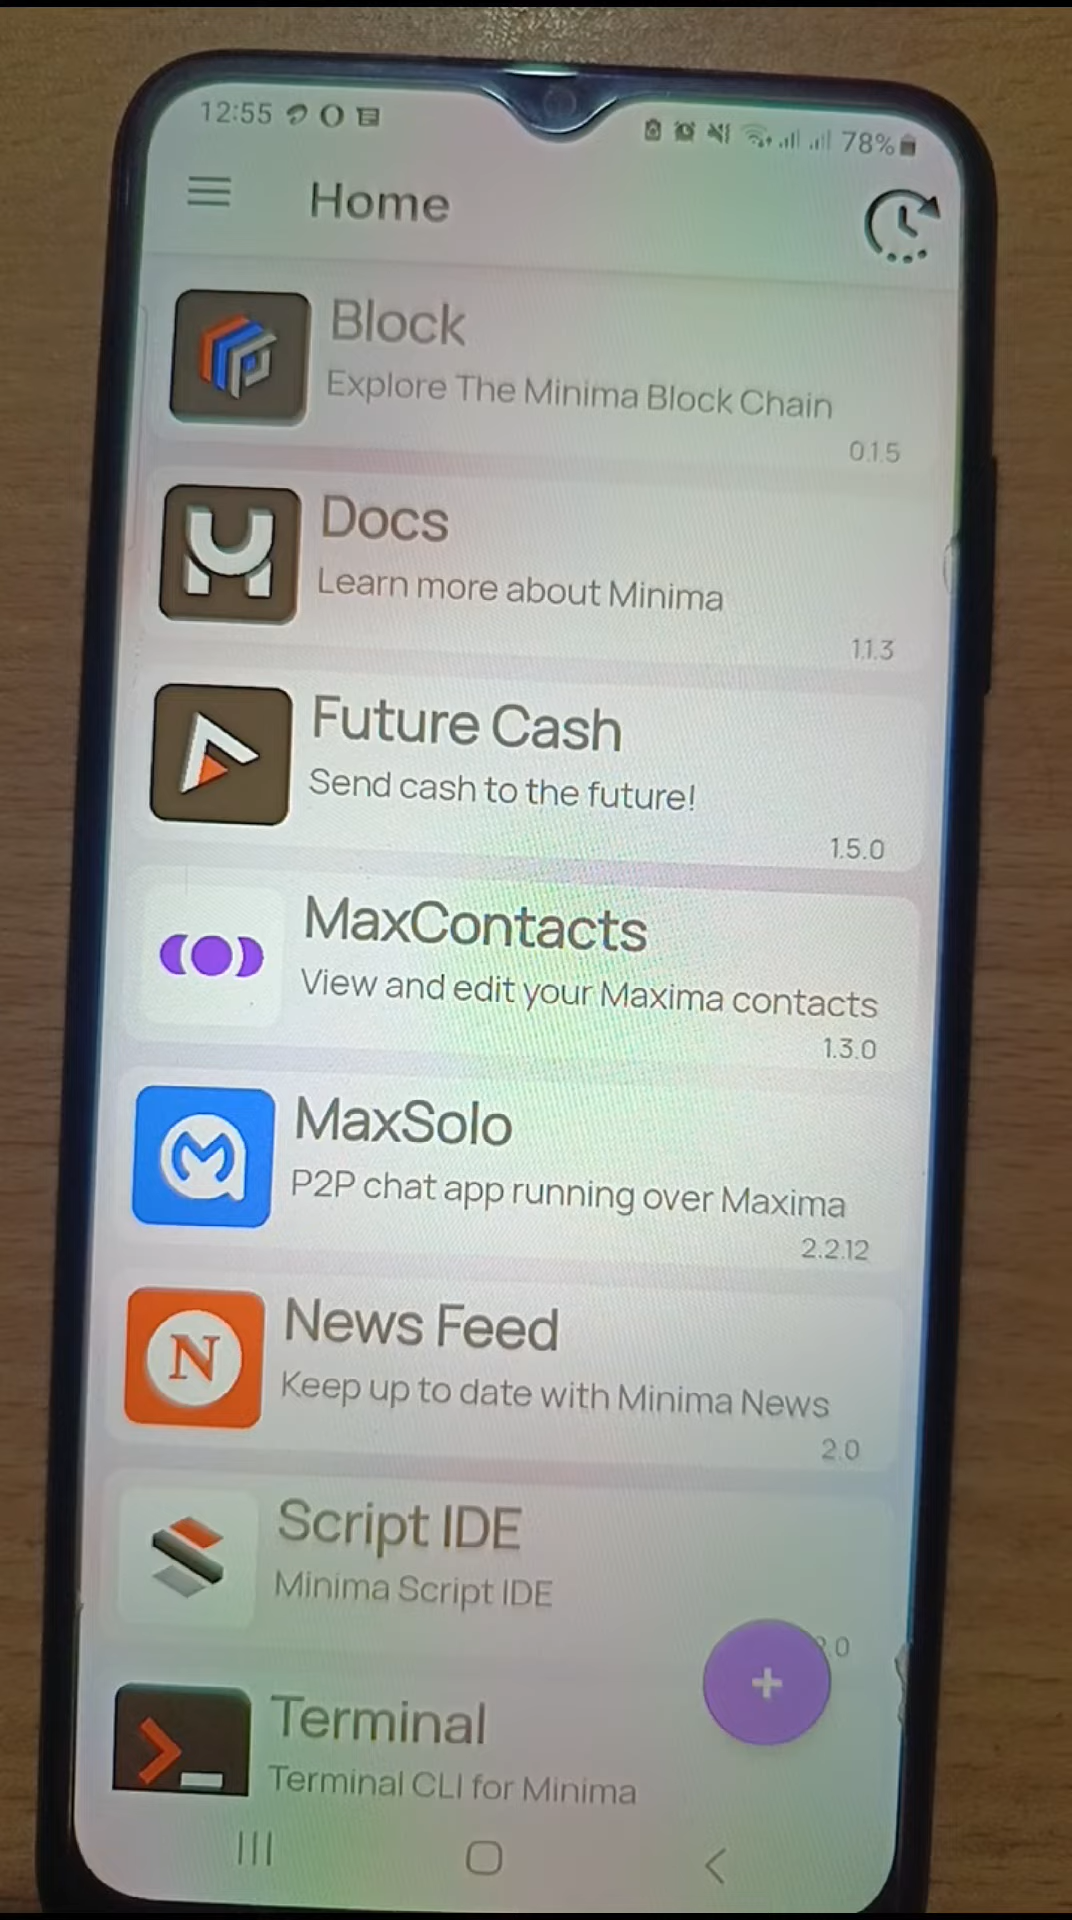 12:55
78%
Home
Block
Explore The Minima Block Chain
0.1.5
Docs
Learn more about Minima
1.1.3
Future Cash
Send cash to the future!
1.5.0
MaxContacts
View and edit your Maxima contacts
1.3.0
MaxSolo
P2P chat app running over Maxima
2.2.12
N
News Feed
Keep up to date with Minima News
2.0
Script IDE
Minima Script IDE
Terminal
Terminal CLI for Minima